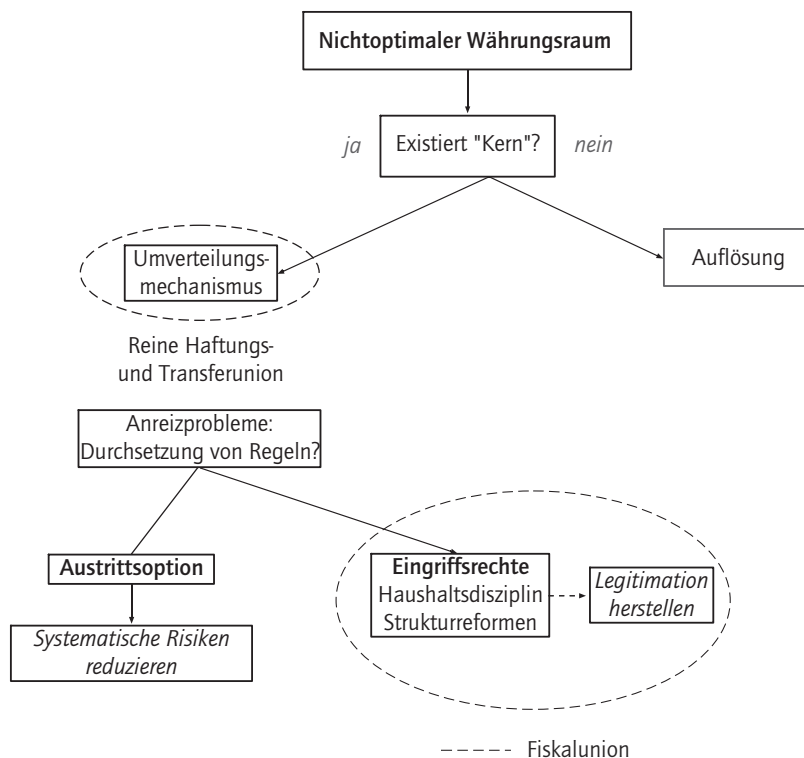 Nichtoptimaler Währungsraum
ja
Existiert "Kern"?
nein
Umverteilungs-
mechanismus
Auflösung
Reine Haftungs-
und Transferunion
Anreizprobleme:
Durchsetzung von Regeln?
Austrittsoption
Eingriffsrechte
Haushaltsdisziplin
Strukturreformen
Legitimation
herstellen
Systematische Risiken
reduzieren
Fiskalunion